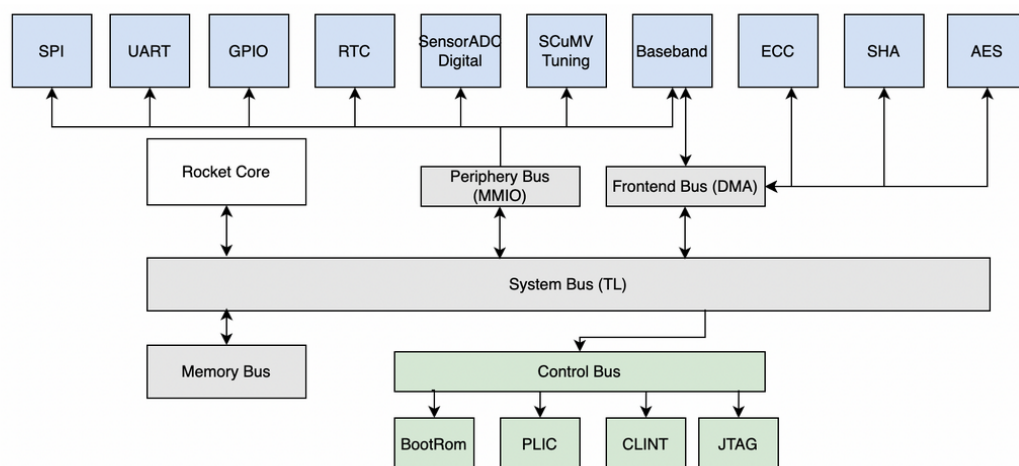 SPI
UART
GPIO
RTC
SensorADC
Digital
SCuMV
Tuning
Baseband
ECC
SHA
AES
Rocket Core
Periphery Bus
(MMIO)
Frontend Bus (DMA)
System Bus (TL)
Memory Bus
Control Bus
BootRom
PLIC
CLINT
JTAG